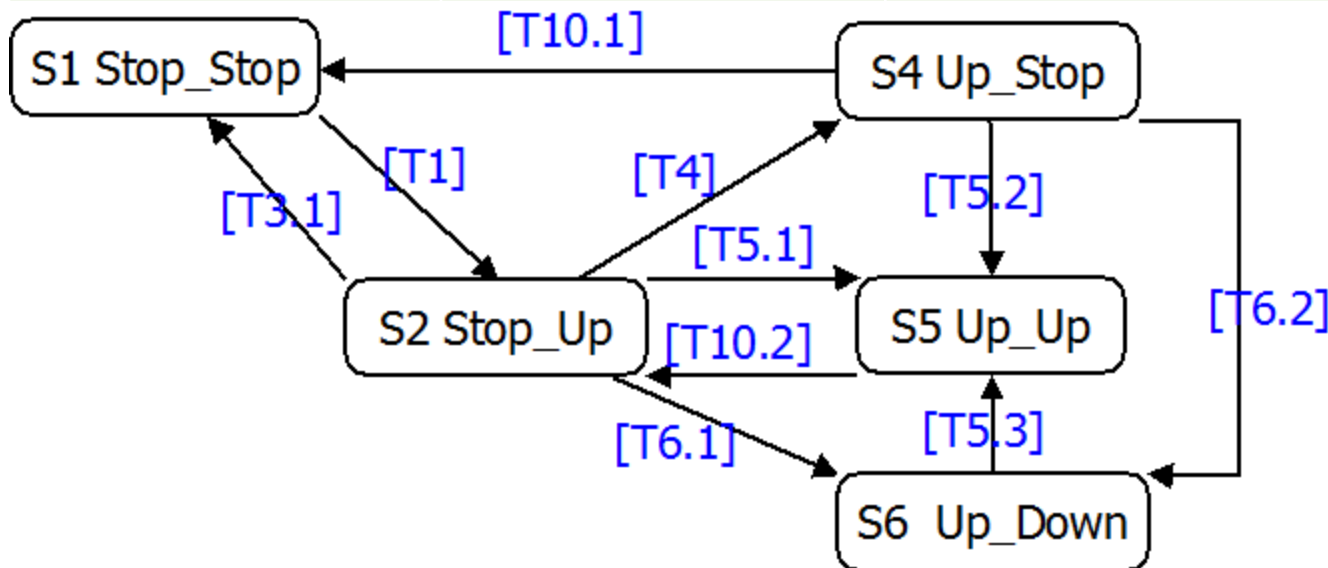 [T10.1]
S1 Stop_Stop
S4 Up_Stop
[T1]
[T4]
[T3.1]
[T5.2]
[T5.1]
[T6.2]
S2 Stop_Up
[T10.2]
S5 Up_Up
[T6.1]
[T5.3]
S6 Up_Down